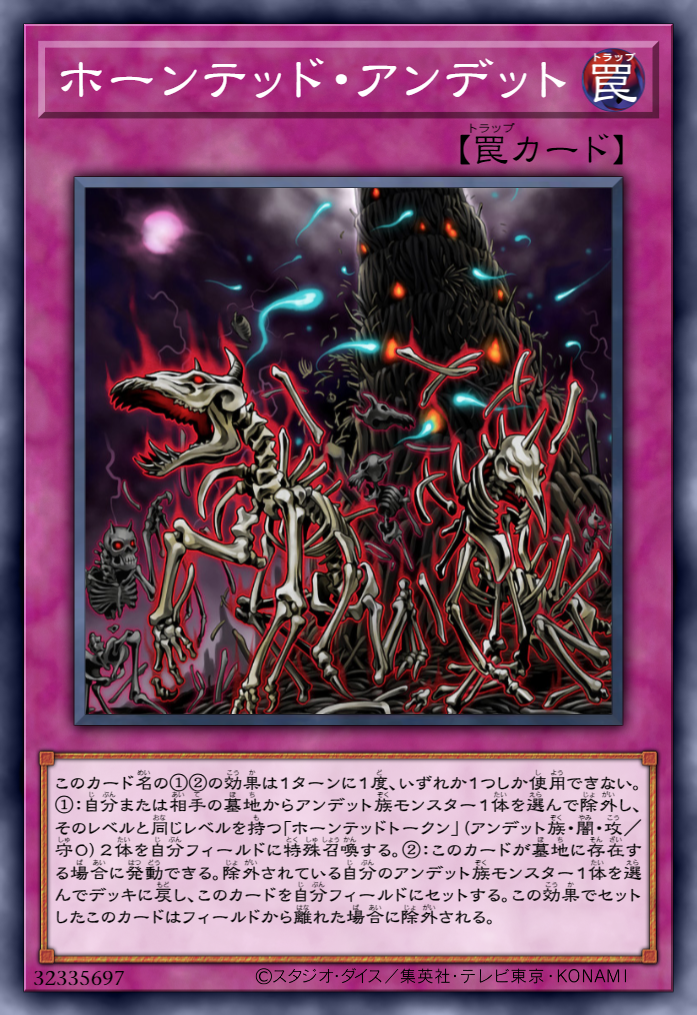 ホーンテッド・アンデット 罠
トラップ
【罠カード】
トラップ
このカード名の①②の効果は1ターンに1度、いずれか1つしか使用できない。
①：自分または相手の墓地からアンデット族モンスター1体を選んで除外し、
そのレベルと同じレベルを持つ「ホーンテッドトークン」(アンデット族・闇・攻／
守0)2体を自分フィールドに特殊召喚する。②：このカードが墓地に存在す
る場合に発動できる。除外されている自分のアンデット族モンスター1体を選
んでデッキに戻し、このカードを自分フィールドにセットする。この効果でセット
したこのカードはフィールドから離れた場合に除外される。
32335697 ©スタジオ・ダイス／集英社・テレビ東京・KONAMI